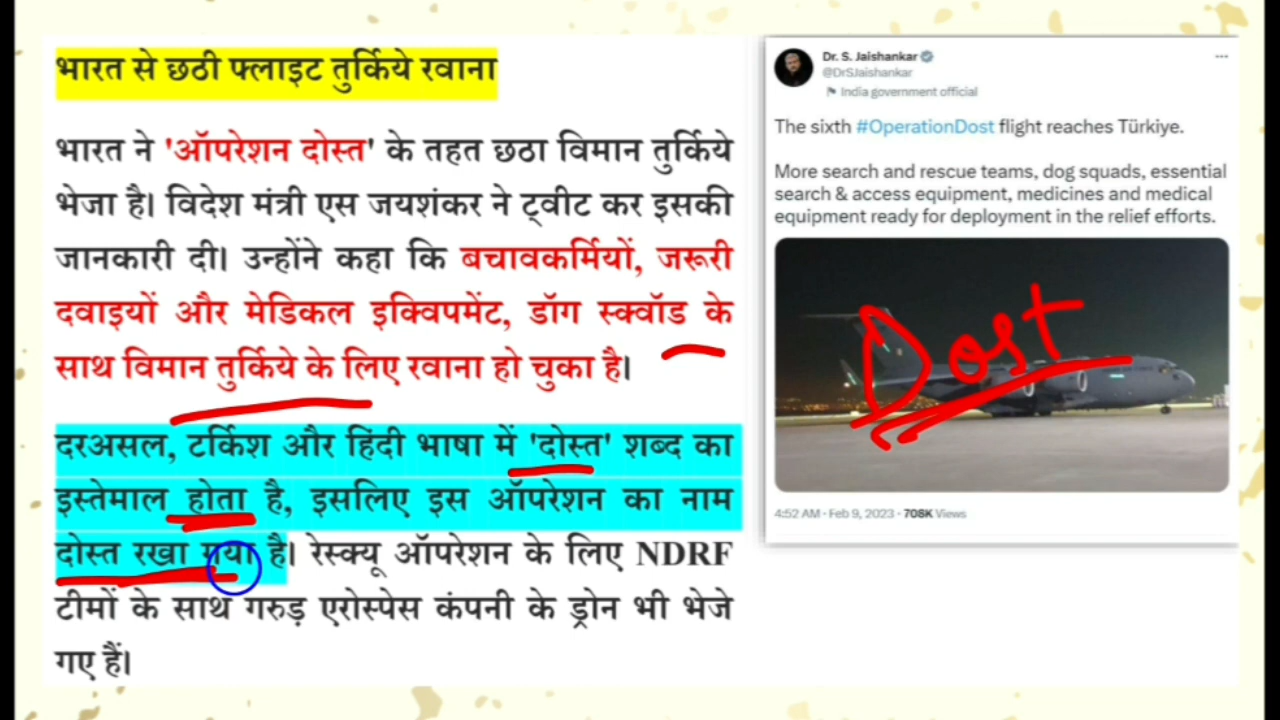 भारत से छठी फ्लाइट तुर्किये रवाना
भारत ने 'ऑपरेशन दोस्त' के तहत छठा विमान तुर्किये
भेजा है। विदेश मंत्री एस जयशंकर ने ट्वीट कर इसकी
जानकारी दी। उन्होंने कहा कि बचावकर्मियों, जरूरी
दवाइयों और मेडिकल इक्विपमेंट, डॉग स्क्वॉड के
साथ विमान तुर्किये के लिए रवाना हो चुका है।
दरअसल, टर्किश और हिंदी भाषा में 'दोस्त' शब्द का
इस्तेमाल होता है, इसलिए इस ऑपरेशन का नाम
दोस्त रखा गया है। रेस्क्यू ऑपरेशन के लिए NDRF
टीमों के साथ गरुड़ एरोस्पेस कंपनी के ड्रोन भी भेजे
गए हैं।
Dr. S. Jaishankar
@DrSJaishankar
India government official
The sixth #OperationDost flight reaches Türkiye.
More search and rescue teams, dog squads, essential
search & access equipment, medicines and medical
equipment ready for deployment in the relief efforts.
Dost
4:52 AM · Feb 9, 2023 · 708K Views